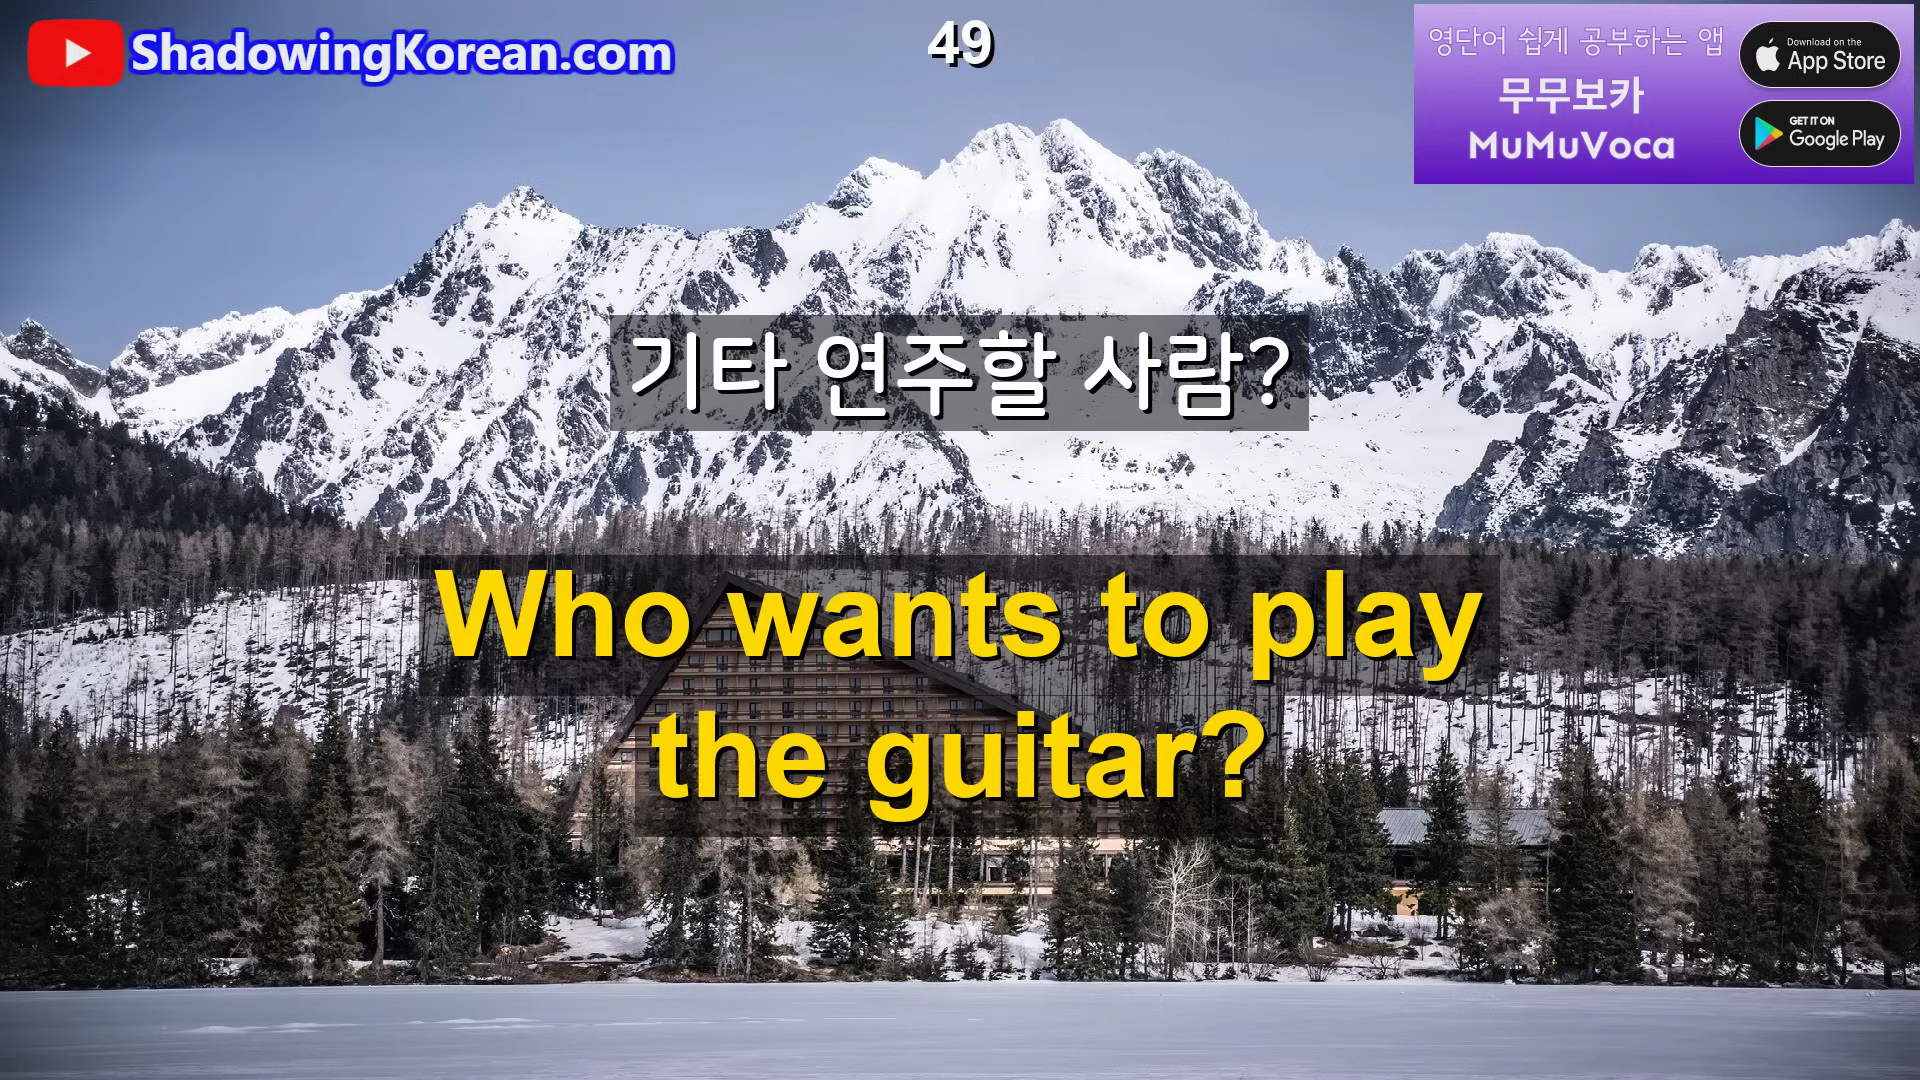 ShadowingKorean.com
49
영단어 쉽게 공부하는 앱
무무보카
MuMuVoca
Download on the
App Store
GET IT ON
Google Play
기타 연주할 사람?
Who wants to play
the guitar?